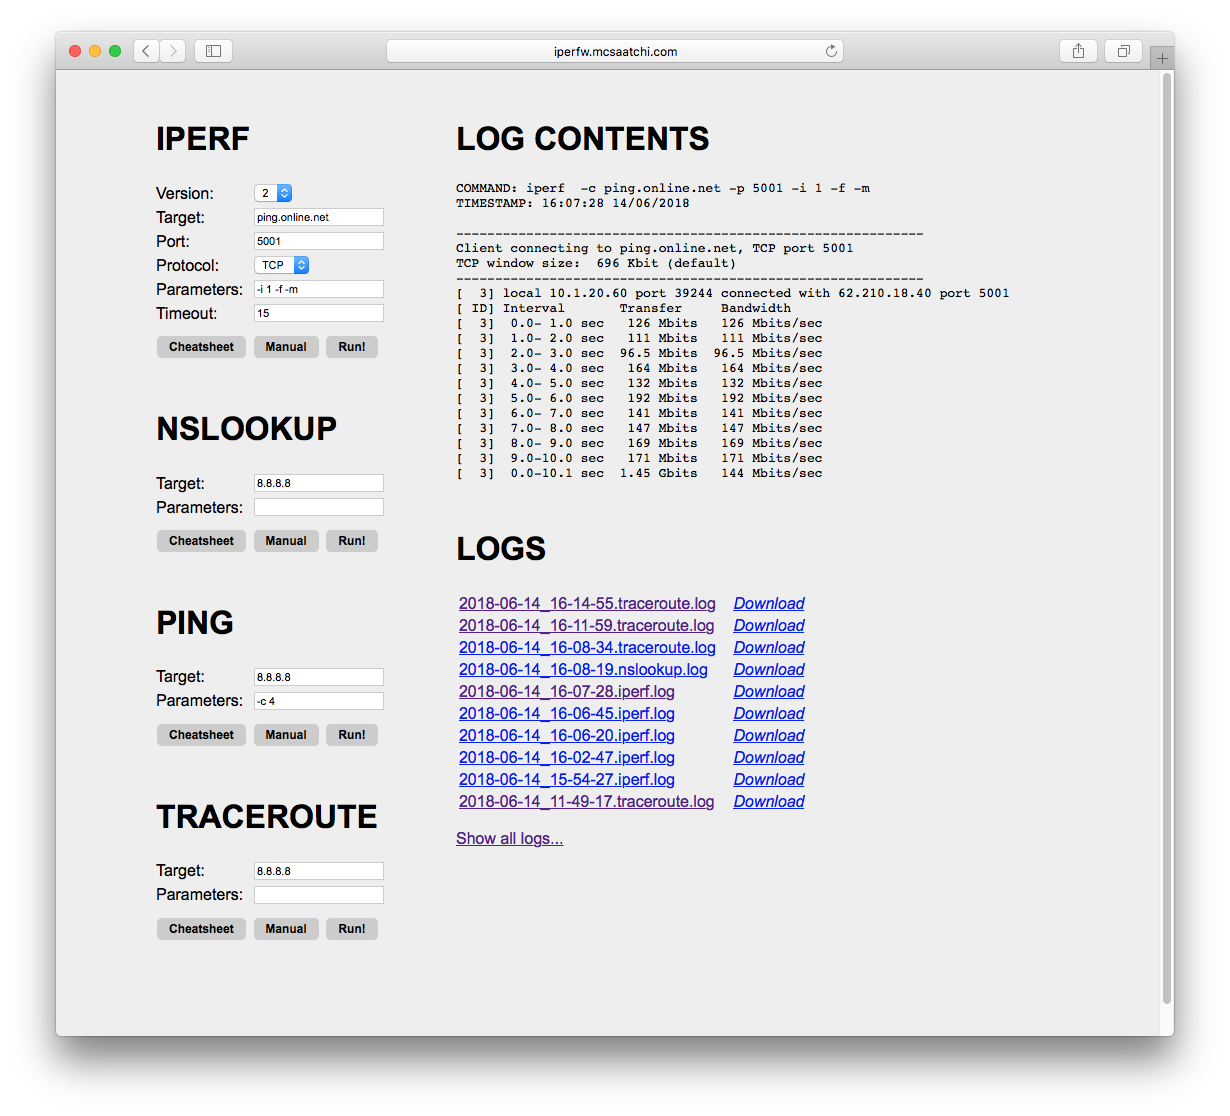 iperfw.mcsaatchi.com
IPERF
Version: 2
Target: ping.online.net
Port: 5001
Protocol: TCP
Parameters: -i 1 -f -m
Timeout: 15
Cheatsheet Manual Run!
NSLOOKUP
Target: 8.8.8.8
Parameters:
Cheatsheet Manual Run!
PING
Target: 8.8.8.8
Parameters: -c 4
Cheatsheet Manual Run!
TRACEROUTE
Target: 8.8.8.8
Parameters:
Cheatsheet Manual Run!
LOG CONTENTS
COMMAND: iperf  -c ping.online.net -p 5001 -i 1 -f -m
TIMESTAMP: 16:07:28 14/06/2018
------------------------------------------------------------
Client connecting to ping.online.net, TCP port 5001
TCP window size:  696 Kbit (default)
------------------------------------------------------------
[  3] local 10.1.20.60 port 39244 connected with 62.210.18.40 port 5001
[ ID] Interval       Transfer     Bandwidth
[  3]  0.0- 1.0 sec   126 Mbits   126 Mbits/sec
[  3]  1.0- 2.0 sec   111 Mbits   111 Mbits/sec
[  3]  2.0- 3.0 sec  96.5 Mbits  96.5 Mbits/sec
[  3]  3.0- 4.0 sec   164 Mbits   164 Mbits/sec
[  3]  4.0- 5.0 sec   132 Mbits   132 Mbits/sec
[  3]  5.0- 6.0 sec   192 Mbits   192 Mbits/sec
[  3]  6.0- 7.0 sec   141 Mbits   141 Mbits/sec
[  3]  7.0- 8.0 sec   147 Mbits   147 Mbits/sec
[  3]  8.0- 9.0 sec   169 Mbits   169 Mbits/sec
[  3]  9.0-10.0 sec   171 Mbits   171 Mbits/sec
[  3]  0.0-10.1 sec  1.45 Gbits   144 Mbits/sec
LOGS
2018-06-14_16-14-55.traceroute.log Download
2018-06-14_16-11-59.traceroute.log Download
2018-06-14_16-08-34.traceroute.log Download
2018-06-14_16-08-19.nslookup.log Download
2018-06-14_16-07-28.iperf.log Download
2018-06-14_16-06-45.iperf.log Download
2018-06-14_16-06-20.iperf.log Download
2018-06-14_16-02-47.iperf.log Download
2018-06-14_15-54-27.iperf.log Download
2018-06-14_11-49-17.traceroute.log Download
Show all logs...